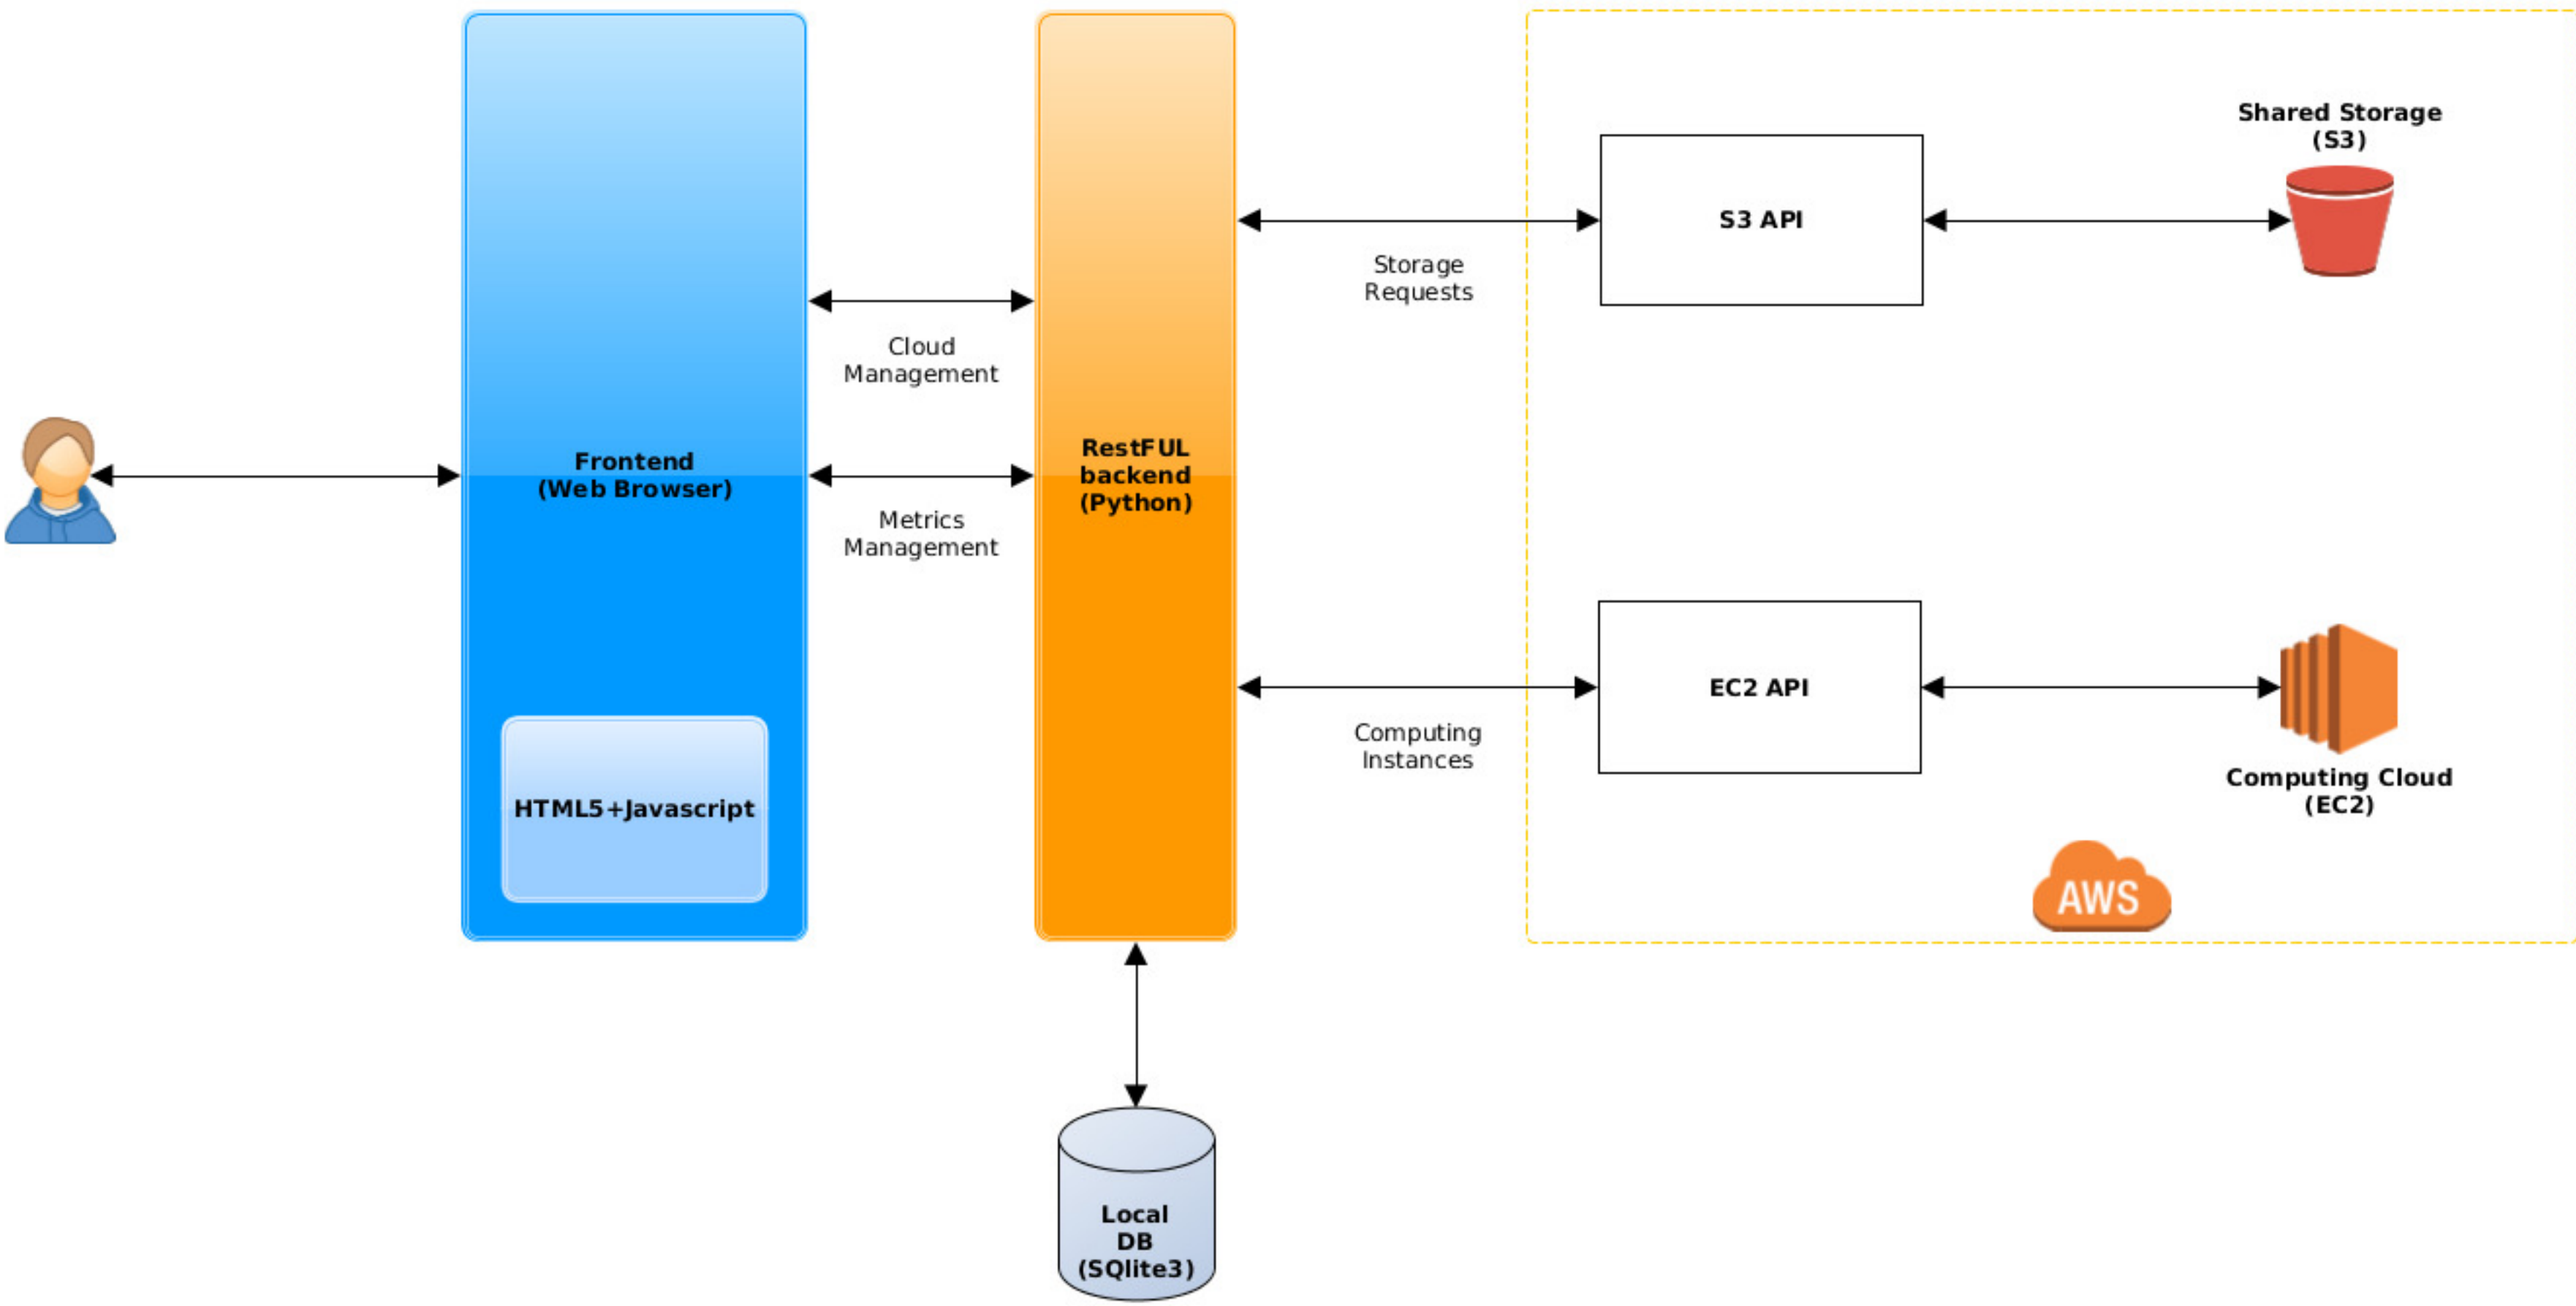 Frontend
(Web Browser)
HTML5+Javascript
Cloud
Management
Metrics
Management
RestFUL
backend
(Python)
Local
DB
(SQlite3)
Storage
Requests
Computing
Instances
S3 API
EC2 API
Shared Storage
(S3)
Computing Cloud
(EC2)
AWS